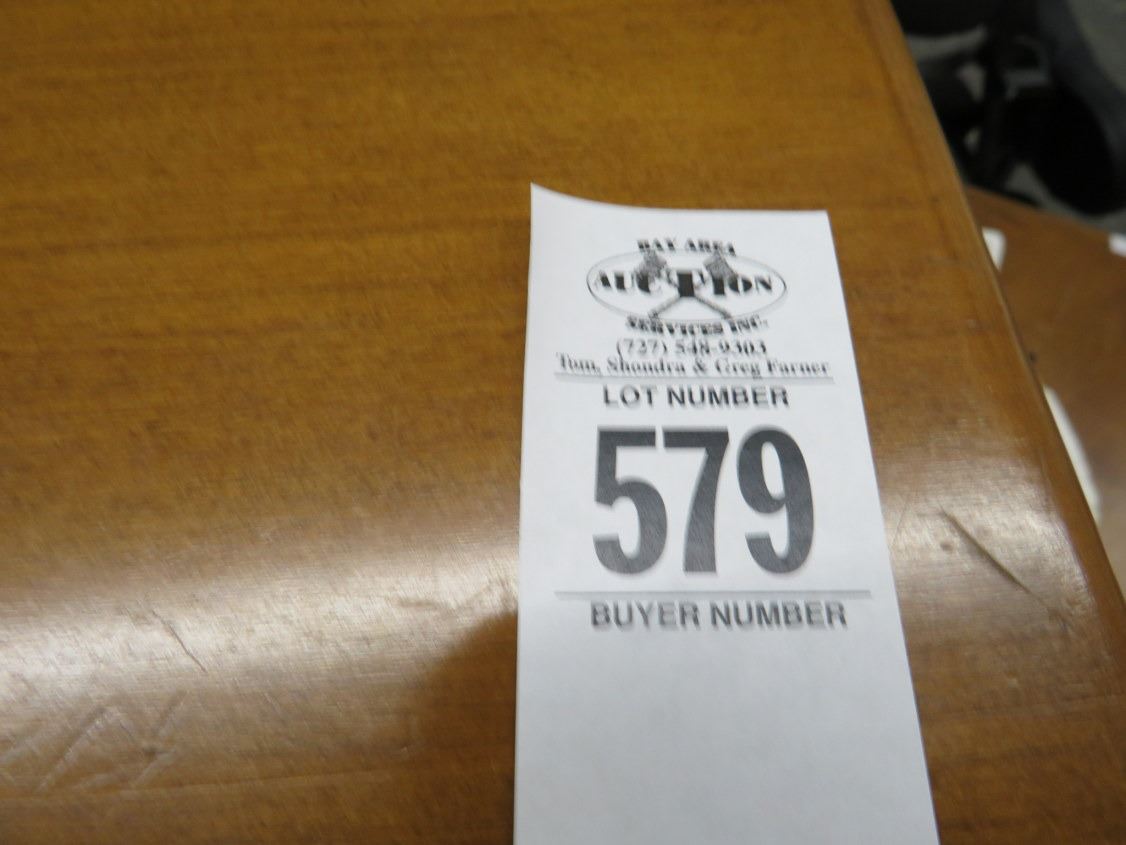 BAY AREA
AUCTION
SERVICES INC.
(727) 548-9303
Tom, Shondra & Greg Farner
LOT NUMBER
579
BUYER NUMBER